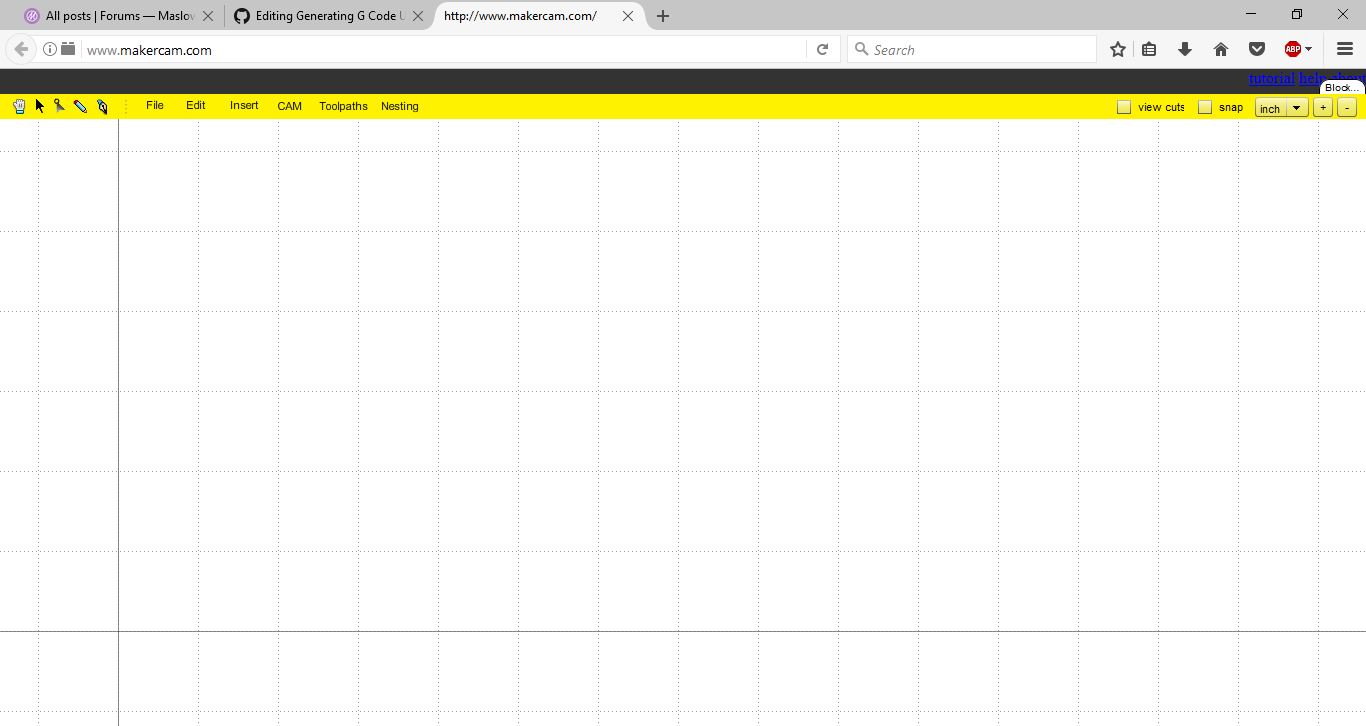 All posts | Forums — Maslow
Editing Generating G Code U
http://www.makercam.com/
www.makercam.com
Search
ABP
tutorial help about
Block...
File Edit Insert CAM Toolpaths Nesting
view cuts snap inch + -